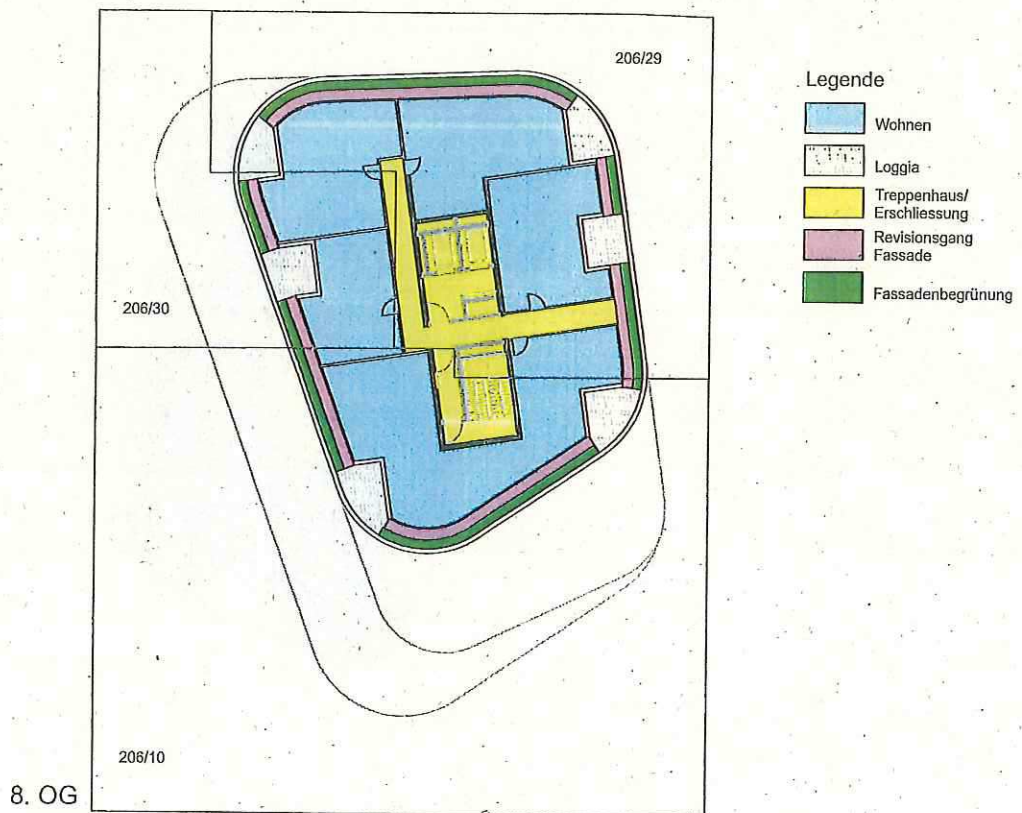 206/29
Legende
Wohnen
Loggia
Treppenhaus/
Erschliessung
Revisionsgang
Fassade
Fassadenbegrünung
206/30
206/10
8. OG